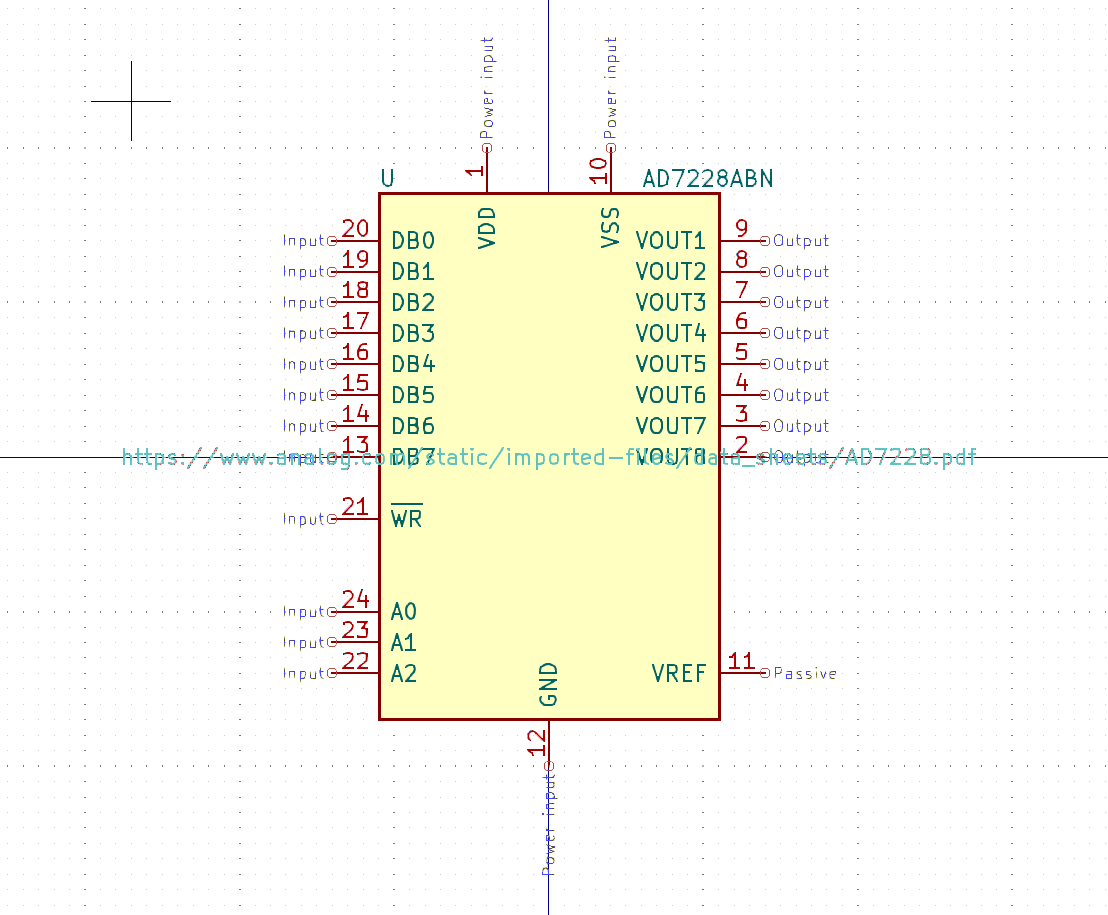 Power input
Power input
1
10
U
AD7228ABN
VDD
VSS
Input 20 DB0 VOUT1 9 Output
Input 19 DB1 VOUT2 8 Output
Input 18 DB2 VOUT3 7 Output
Input 17 DB3 VOUT4 6 Output
Input 16 DB4 VOUT5 5 Output
Input 15 DB5 VOUT6 4 Output
Input 14 DB6 VOUT7 3 Output
13 DB7 VOUT8 2
https://www.analog.com/static/imported-files/data_sheets/AD7228.pdf
Input 21 WR
Input 24 A0
Input 23 A1
Input 22 A2 VREF 11 Passive
GND
12
Power input